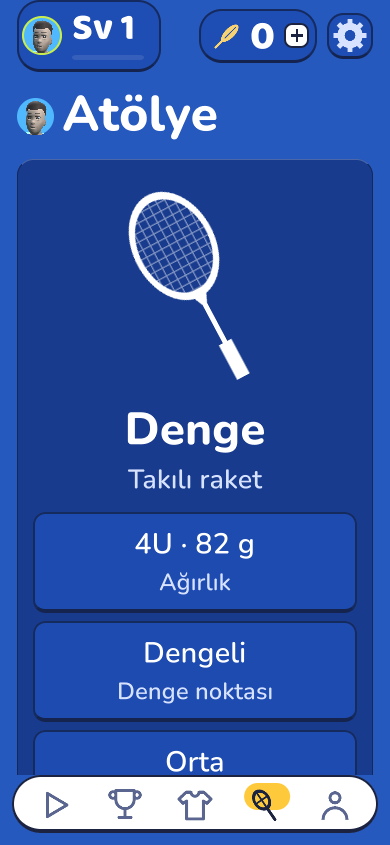 Sv 1
0
Atölye
Denge
Takılı raket
4U · 82 g
Ağırlık
Dengeli
Denge noktası
Orta